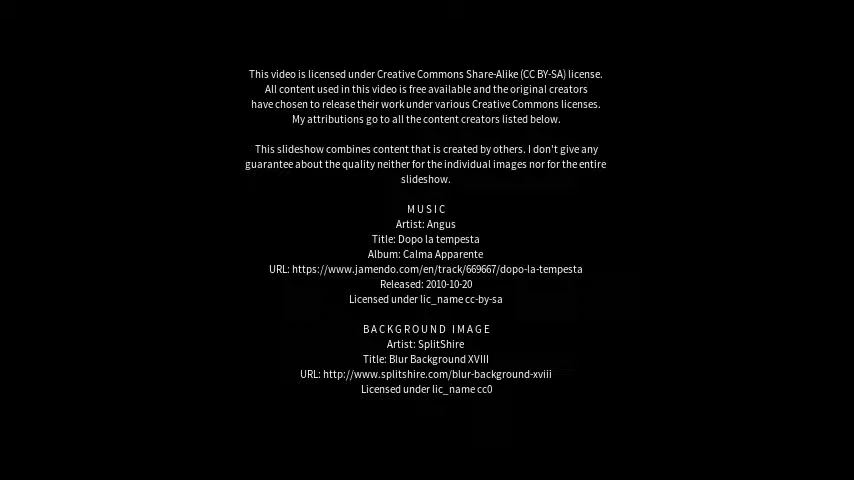 This video is licensed under Creative Commons Share-Alike (CC BY-SA) license.
All content used in this video is free available and the original creators
have chosen to release their work under various Creative Commons licenses.
My attributions go to all the content creators listed below.
This slideshow combines content that is created by others. I don't give any
guarantee about the quality neither for the individual images nor for the entire
slideshow.
MUSIC
Artist: Angus
Title: Dopo la tempesta
Album: Calma Apparente
URL: https://www.jamendo.com/en/track/669667/dopo-la-tempesta
Released: 2010-10-20
Licensed under lic_name cc-by-sa
BACKGROUND IMAGE
Artist: SplitShire
Title: Blur Background XVIII
URL: http://www.splitshire.com/blur-background-xviii
Licensed under lic_name cc0